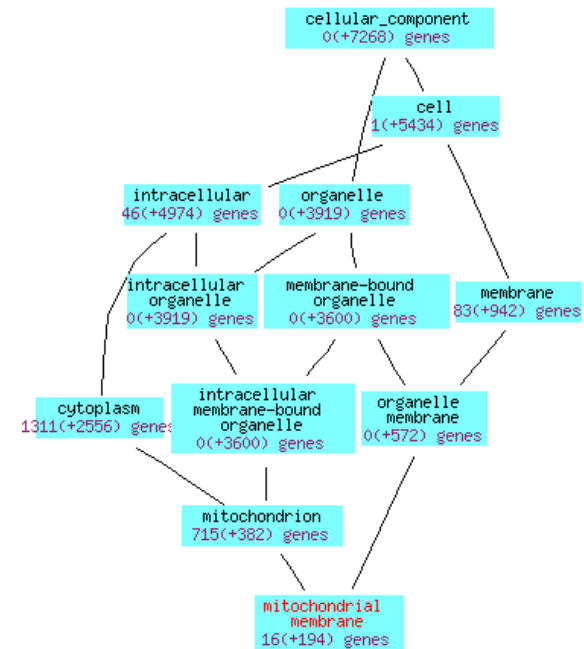 cellular_component
0(+7268) genes
cell
1(+5434) genes
intracellular
46(+4974) genes
organelle
0(+3919) genes
intracellular
organelle
0(+3919) genes
membrane-bound
organelle
0(+3600) genes
membrane
83(+942) genes
cytoplasm
1311(+2556) genes
intracellular
membrane-bound
organelle
0(+3600) genes
organelle
membrane
0(+572) genes
mitochondrion
715(+382) genes
mitochondrial
membrane
16(+194) genes